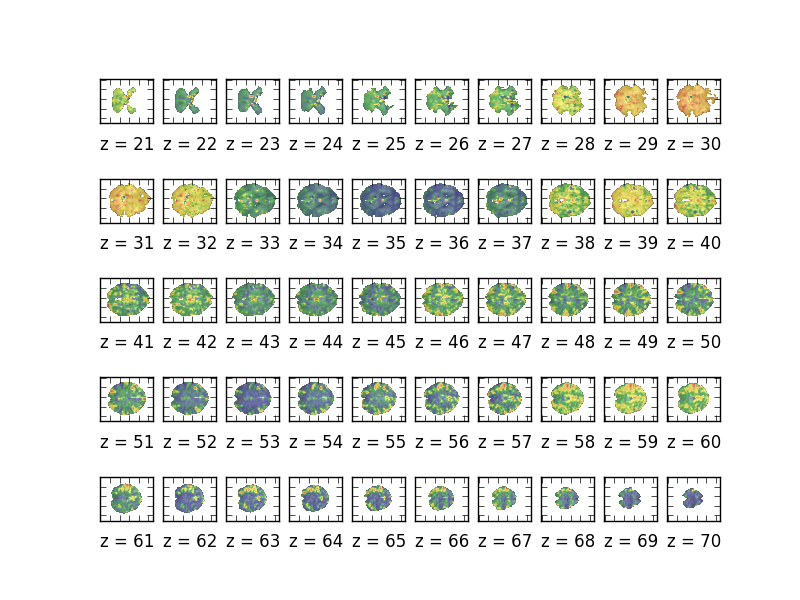 z = 21 z = 22 z = 23 z = 24 z = 25 z = 26 z = 27 z = 28 z = 29 z = 30
z = 31 z = 32 z = 33 z = 34 z = 35 z = 36 z = 37 z = 38 z = 39 z = 40
z = 41 z = 42 z = 43 z = 44 z = 45 z = 46 z = 47 z = 48 z = 49 z = 50
z = 51 z = 52 z = 53 z = 54 z = 55 z = 56 z = 57 z = 58 z = 59 z = 60
z = 61 z = 62 z = 63 z = 64 z = 65 z = 66 z = 67 z = 68 z = 69 z = 70